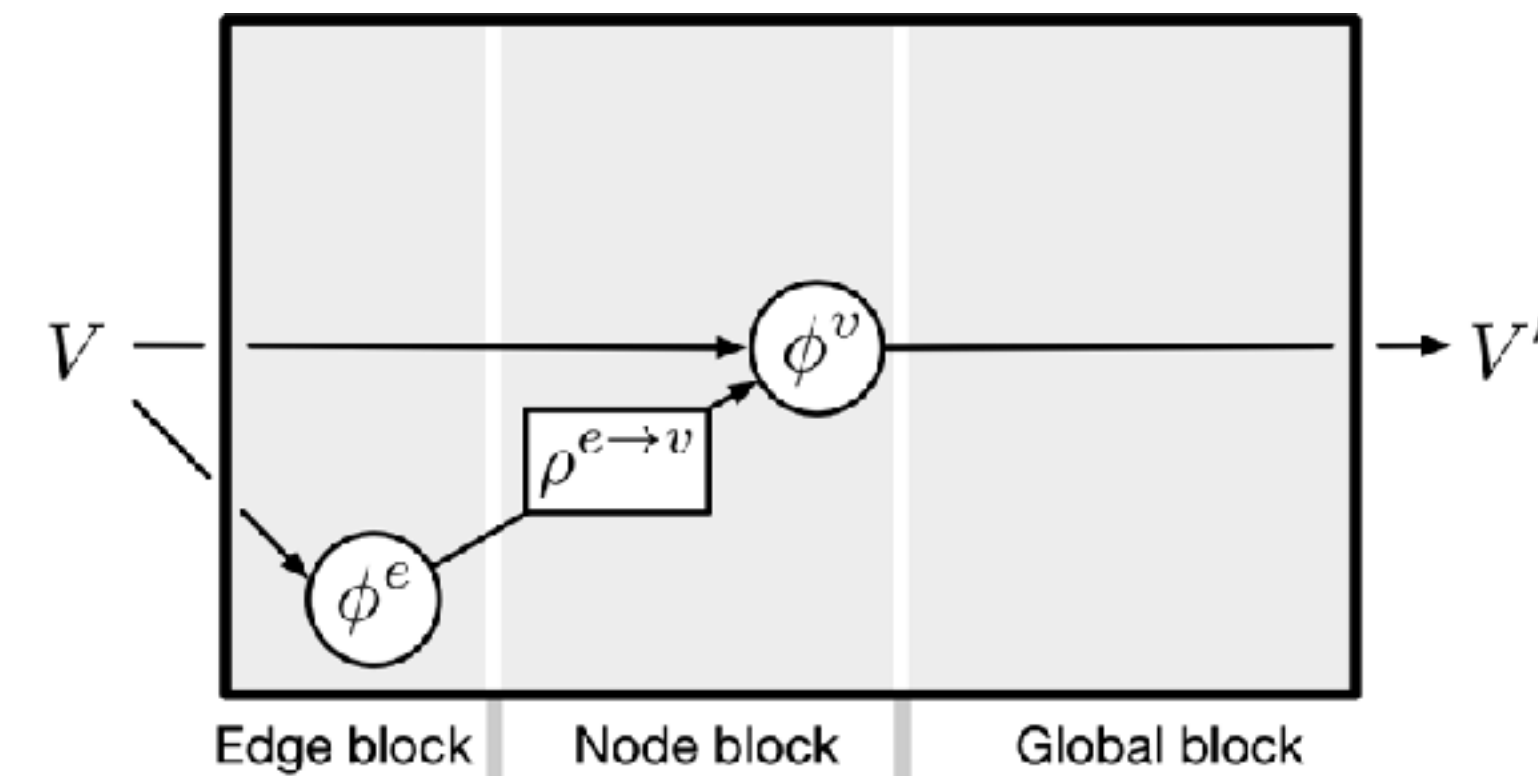 V
ϕ^v
V′
ρ^{e→v}
ϕ^e
Edge block Node block Global block